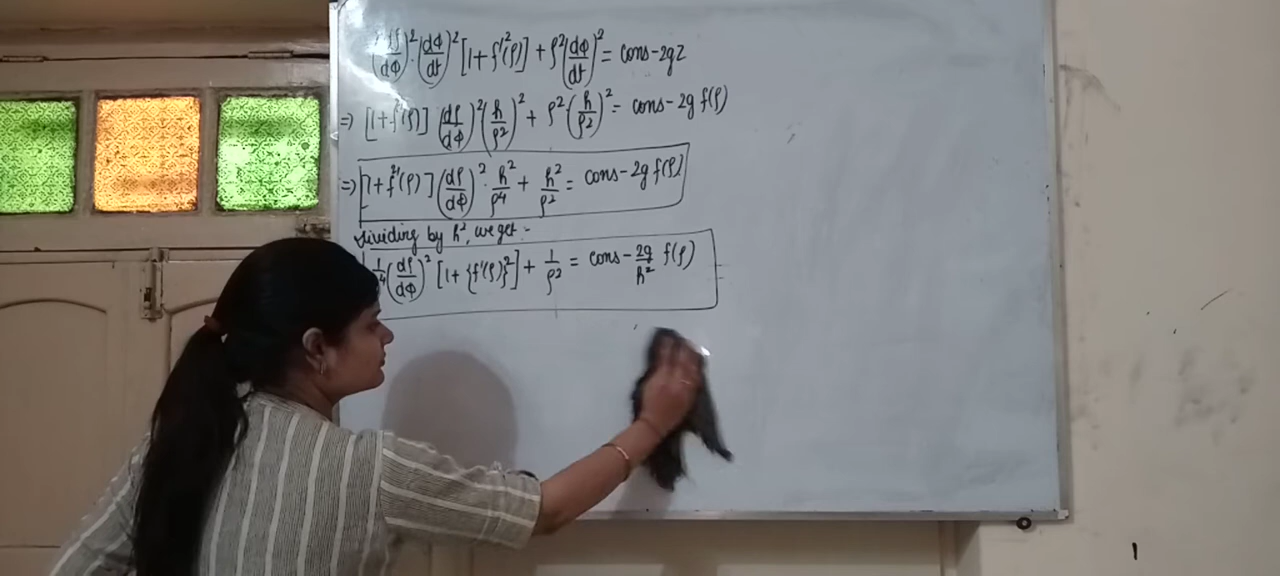 (dρ/dΦ)²·(dΦ/dt)² [1+f'²(ρ)] + ρ²(dΦ/dt)² = cons-2gz
⇒ [1+f'²(ρ)] (dρ/dΦ)² (h/ρ²)² + ρ² (h/ρ²)² = cons-2g f(ρ)
⇒ [1+f'²(ρ)] (dρ/dΦ)² · h²/ρ⁴ + h²/ρ² = cons-2g f(ρ)
Dividing by h², we get :-
1/ρ⁴ (dρ/dΦ)² [1+{f'(ρ)}²] + 1/ρ² = cons - 2g/h² f(ρ)